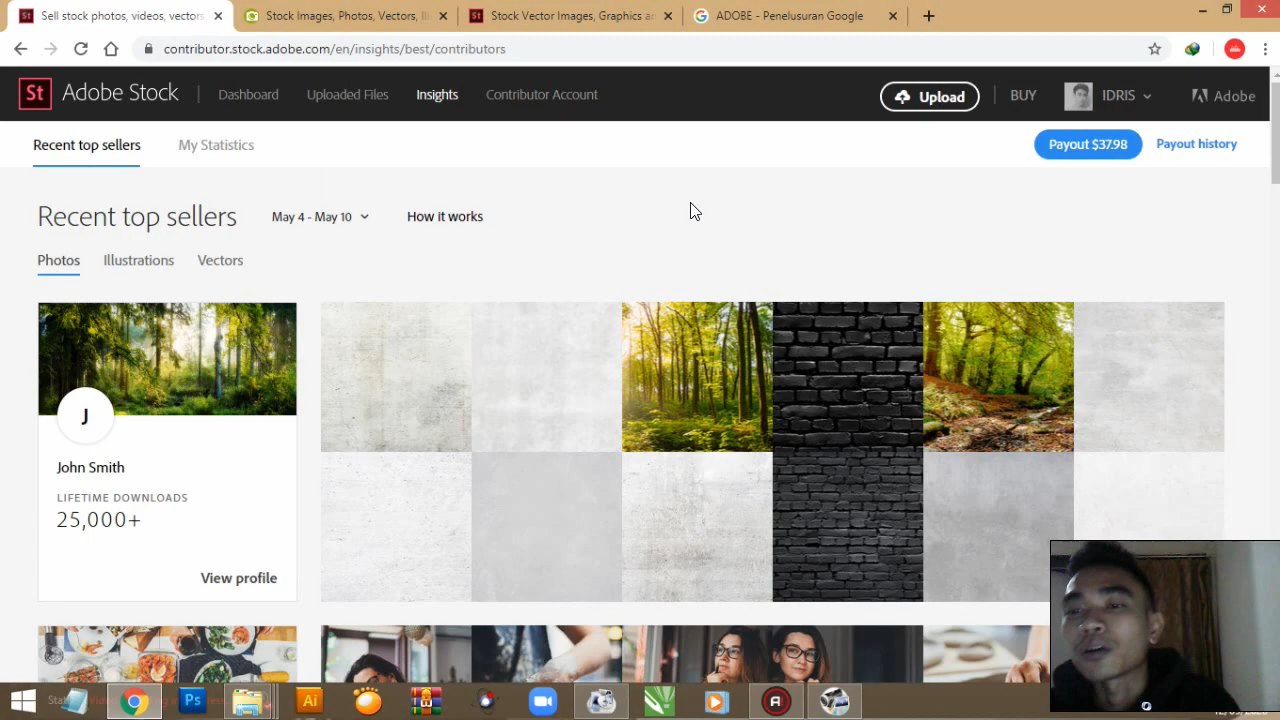 Sell stock photos, videos, vectors
Stock Images, Photos, Vectors,
Stock Vector Images, Graphics a
ADOBE - Penelusuran Google
contributor.stock.adobe.com/en/insights/best/contributors
St Adobe Stock Dashboard Uploaded Files Insights Contributor Account Upload BUY IDRIS Adobe
Recent top sellers My Statistics Payout $37.98 Payout history
Recent top sellers May 4 - May 10 How it works
Photos Illustrations Vectors
J
John Smith
LIFETIME DOWNLOADS
25,000+
View profile
Ps
Ai